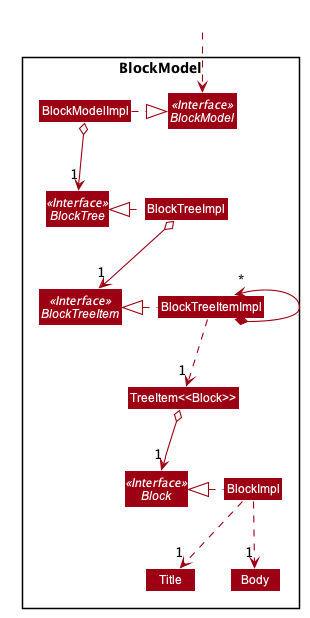 BlockModel
BlockModelImpl
«Interface»
BlockModel
1
«Interface»
BlockTree
BlockTreeImpl
1
*
«Interface»
BlockTreeItem
BlockTreeItemImpl
1
TreeItem<<Block>>
1
«Interface»
Block
BlockImpl
1
1
Title
Body